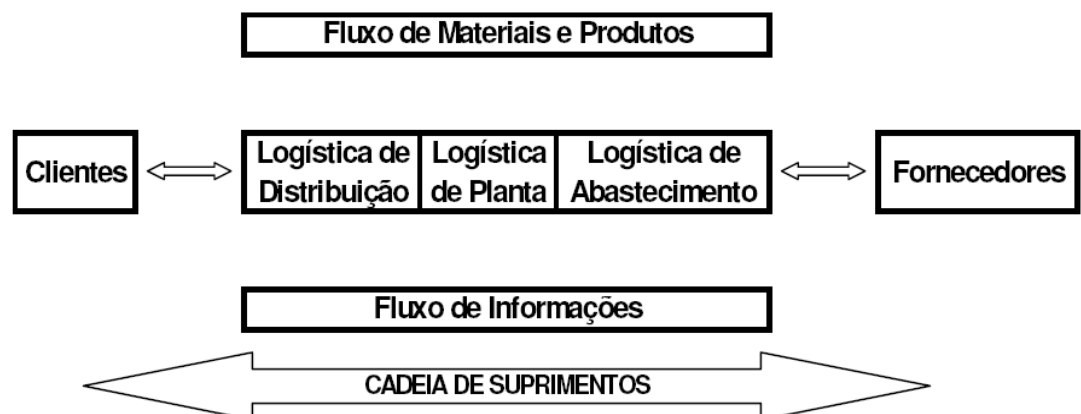 Fluxo de Materiais e Produtos
Clientes
Logística de
Distribuição
Logística
de Planta
Logística de
Abastecimento
Fornecedores
Fluxo de Informações
CADEIA DE SUPRIMENTOS